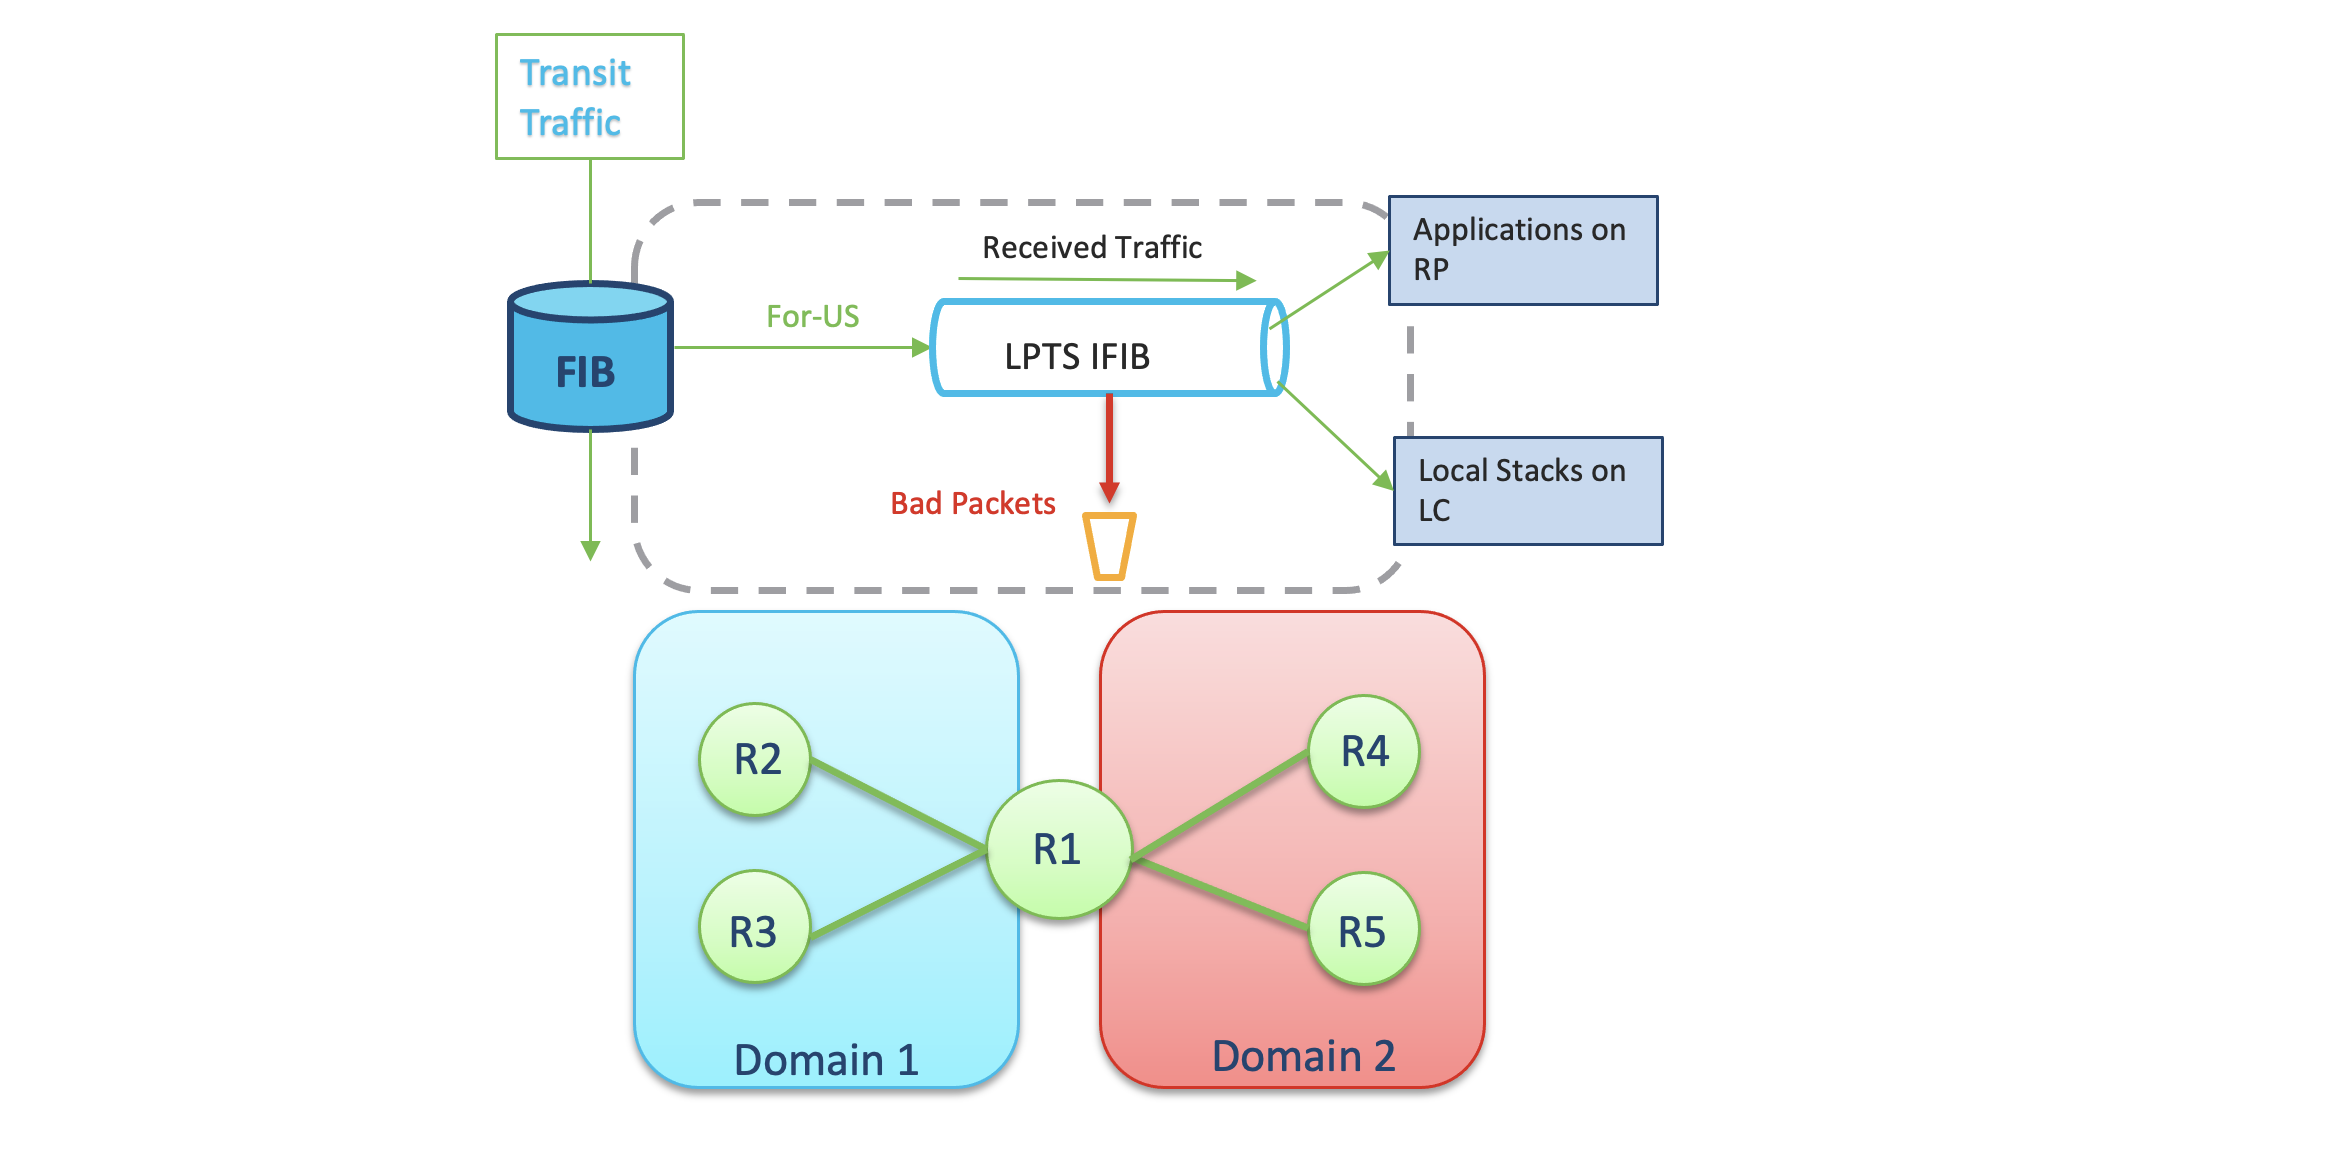 Transit
Traffic
Received Traffic
Applications on
RP
For-US
LPTS IFIB
FIB
Local Stacks on
LC
Bad Packets
R2
R4
R1
R3
R5
Domain 1
Domain 2